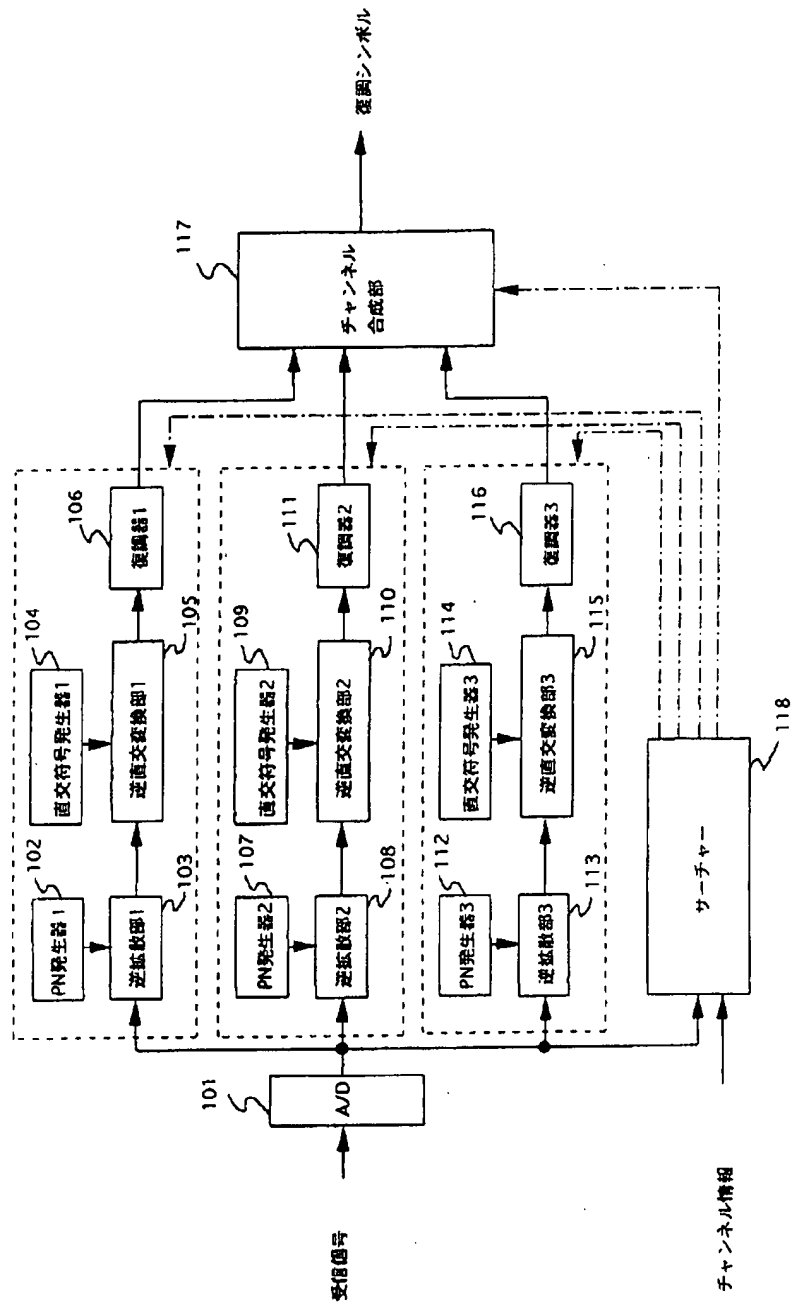 受信信号
101
A/D
102
PN発生器1
103
逆拡散部1
104
直交符号発生器1
105
逆直交変換部1
106
復調器1
107
PN発生器2
108
逆拡散部2
109
直交符号発生器2
110
逆直交変換部2
111
復調器2
112
PN発生器3
113
逆拡散部3
114
直交符号発生器3
115
逆直交変換部3
116
復調器3
117
チャンネル
合成部
復調シンボル
チャンネル情報
サーチャー
118